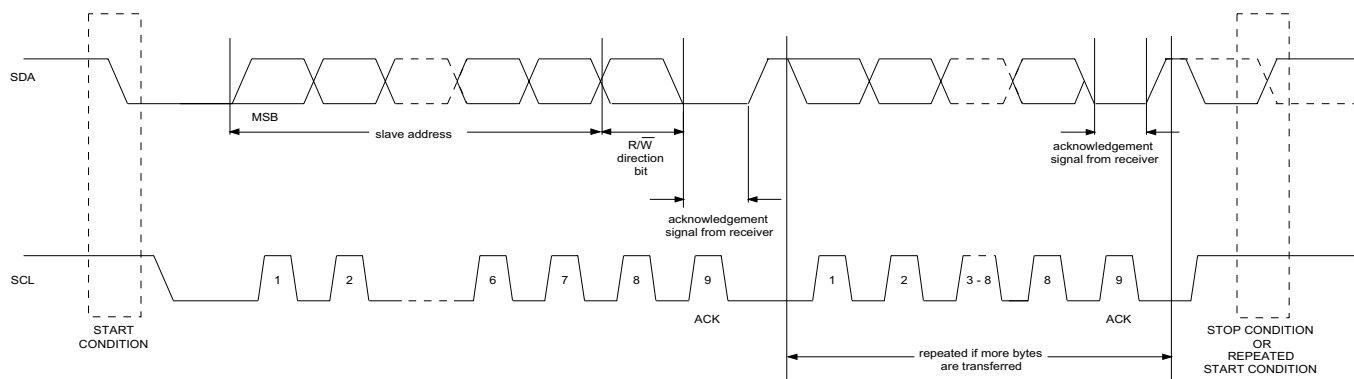 SDA
MSB
slave address
R/W̅
direction
bit
acknowledgement
signal from receiver
acknowledgement
signal from receiver
SCL
1
2
6
7
8
9
1
2
3 - 8
8
9
ACK
ACK
START
CONDITION
STOP CONDITION
OR
REPEATED
START CONDITION
repeated if more bytes
are transferred